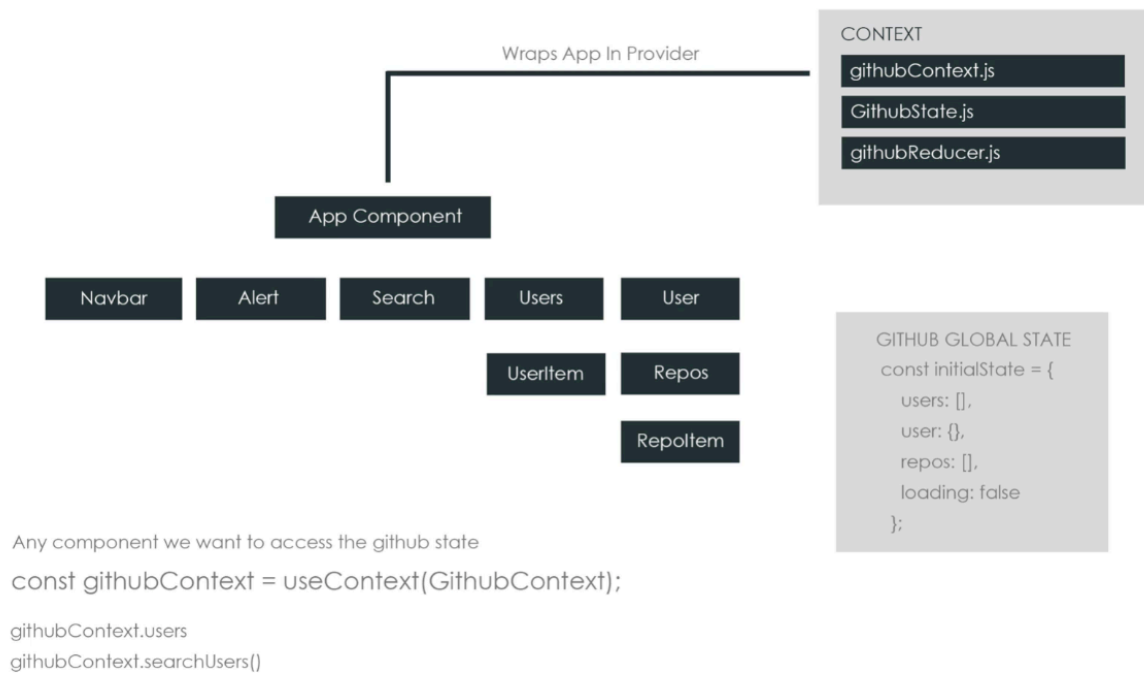 Wraps App In Provider
CONTEXT
githubContext.js
GithubState.js
githubReducer.js
App Component
Navbar
Alert
Search
Users
User
UserItem
Repos
RepoItem
GITHUB GLOBAL STATE
const initialState = {
users: [],
user: {},
repos: [],
loading: false
};
Any component we want to access the github state
const githubContext = useContext(GithubContext);
githubContext.users
githubContext.searchUsers()